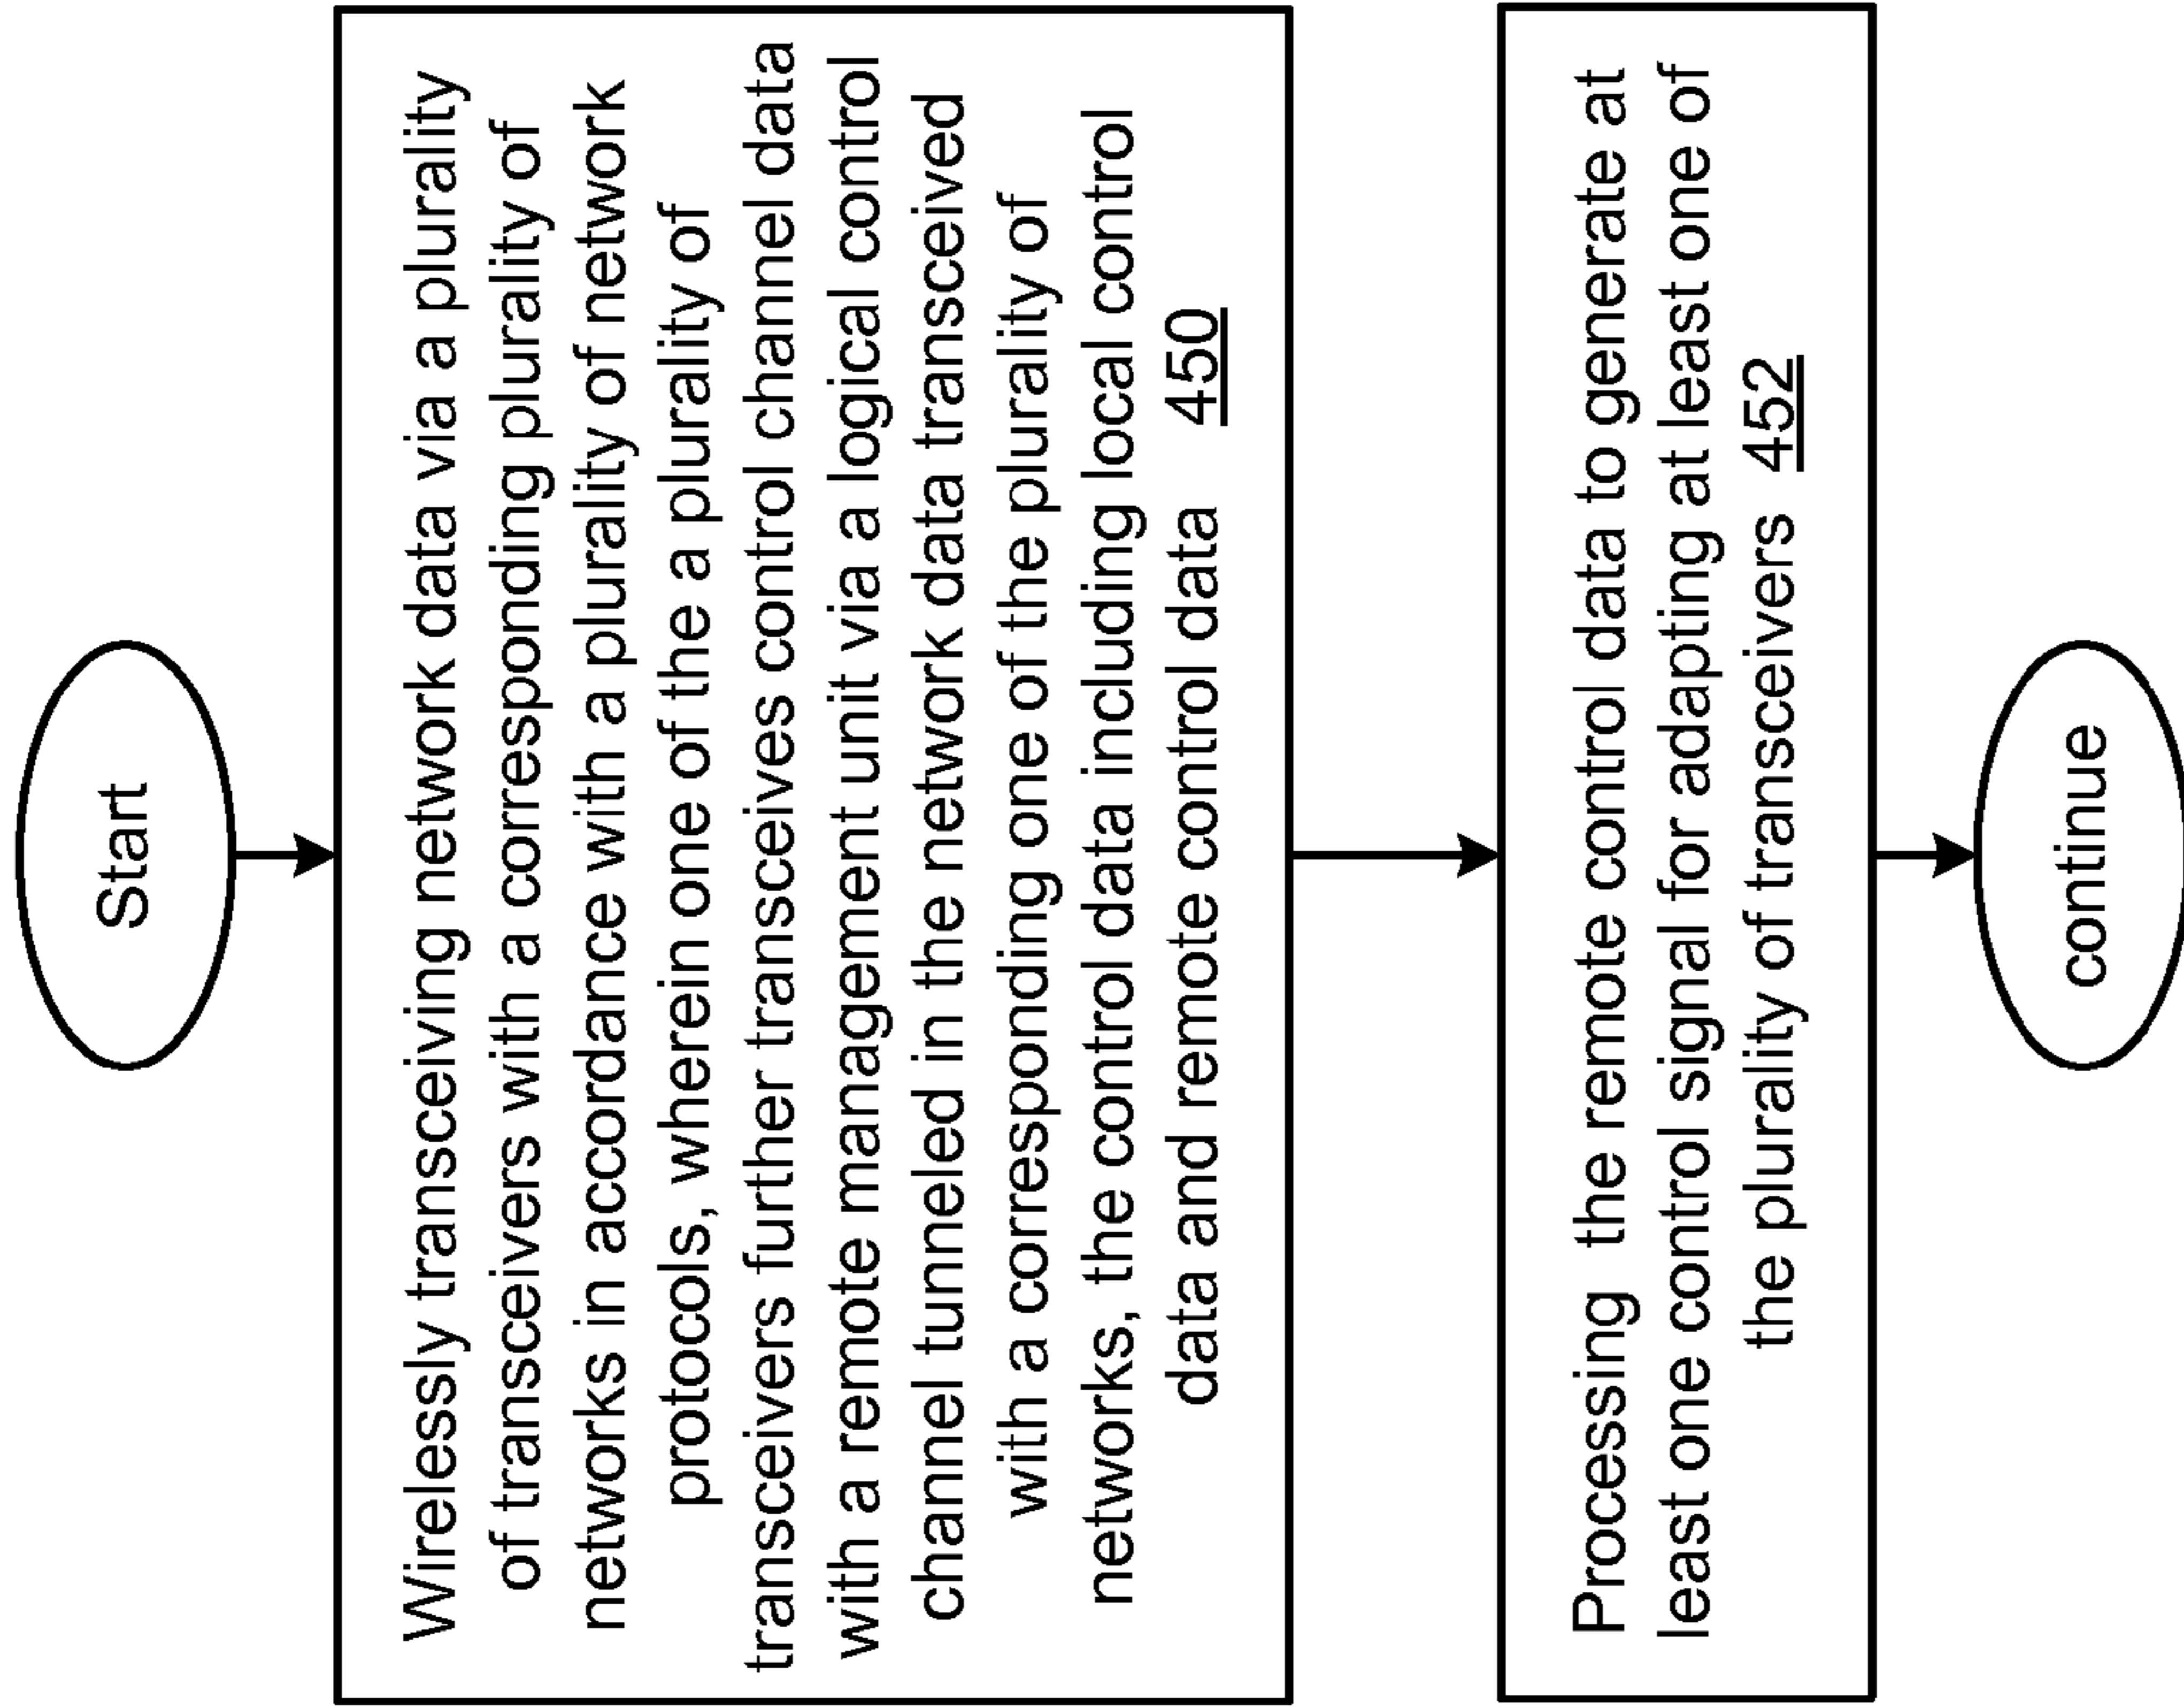 Start
Wirelessly transceiving network data via a plurality
of transceivers with a corresponding plurality of
networks in accordance with a plurality of network
protocols, wherein one of the a plurality of
transceivers further transceives control channel data
with a remote management unit via a logical control
channel tunneled in the network data transceived
with a corresponding one of the plurality of
networks, the control data including local control
data and remote control data 450
Processing the remote control data to generate at
least one control signal for adapting at least one of
the plurality of transceivers 452
continue